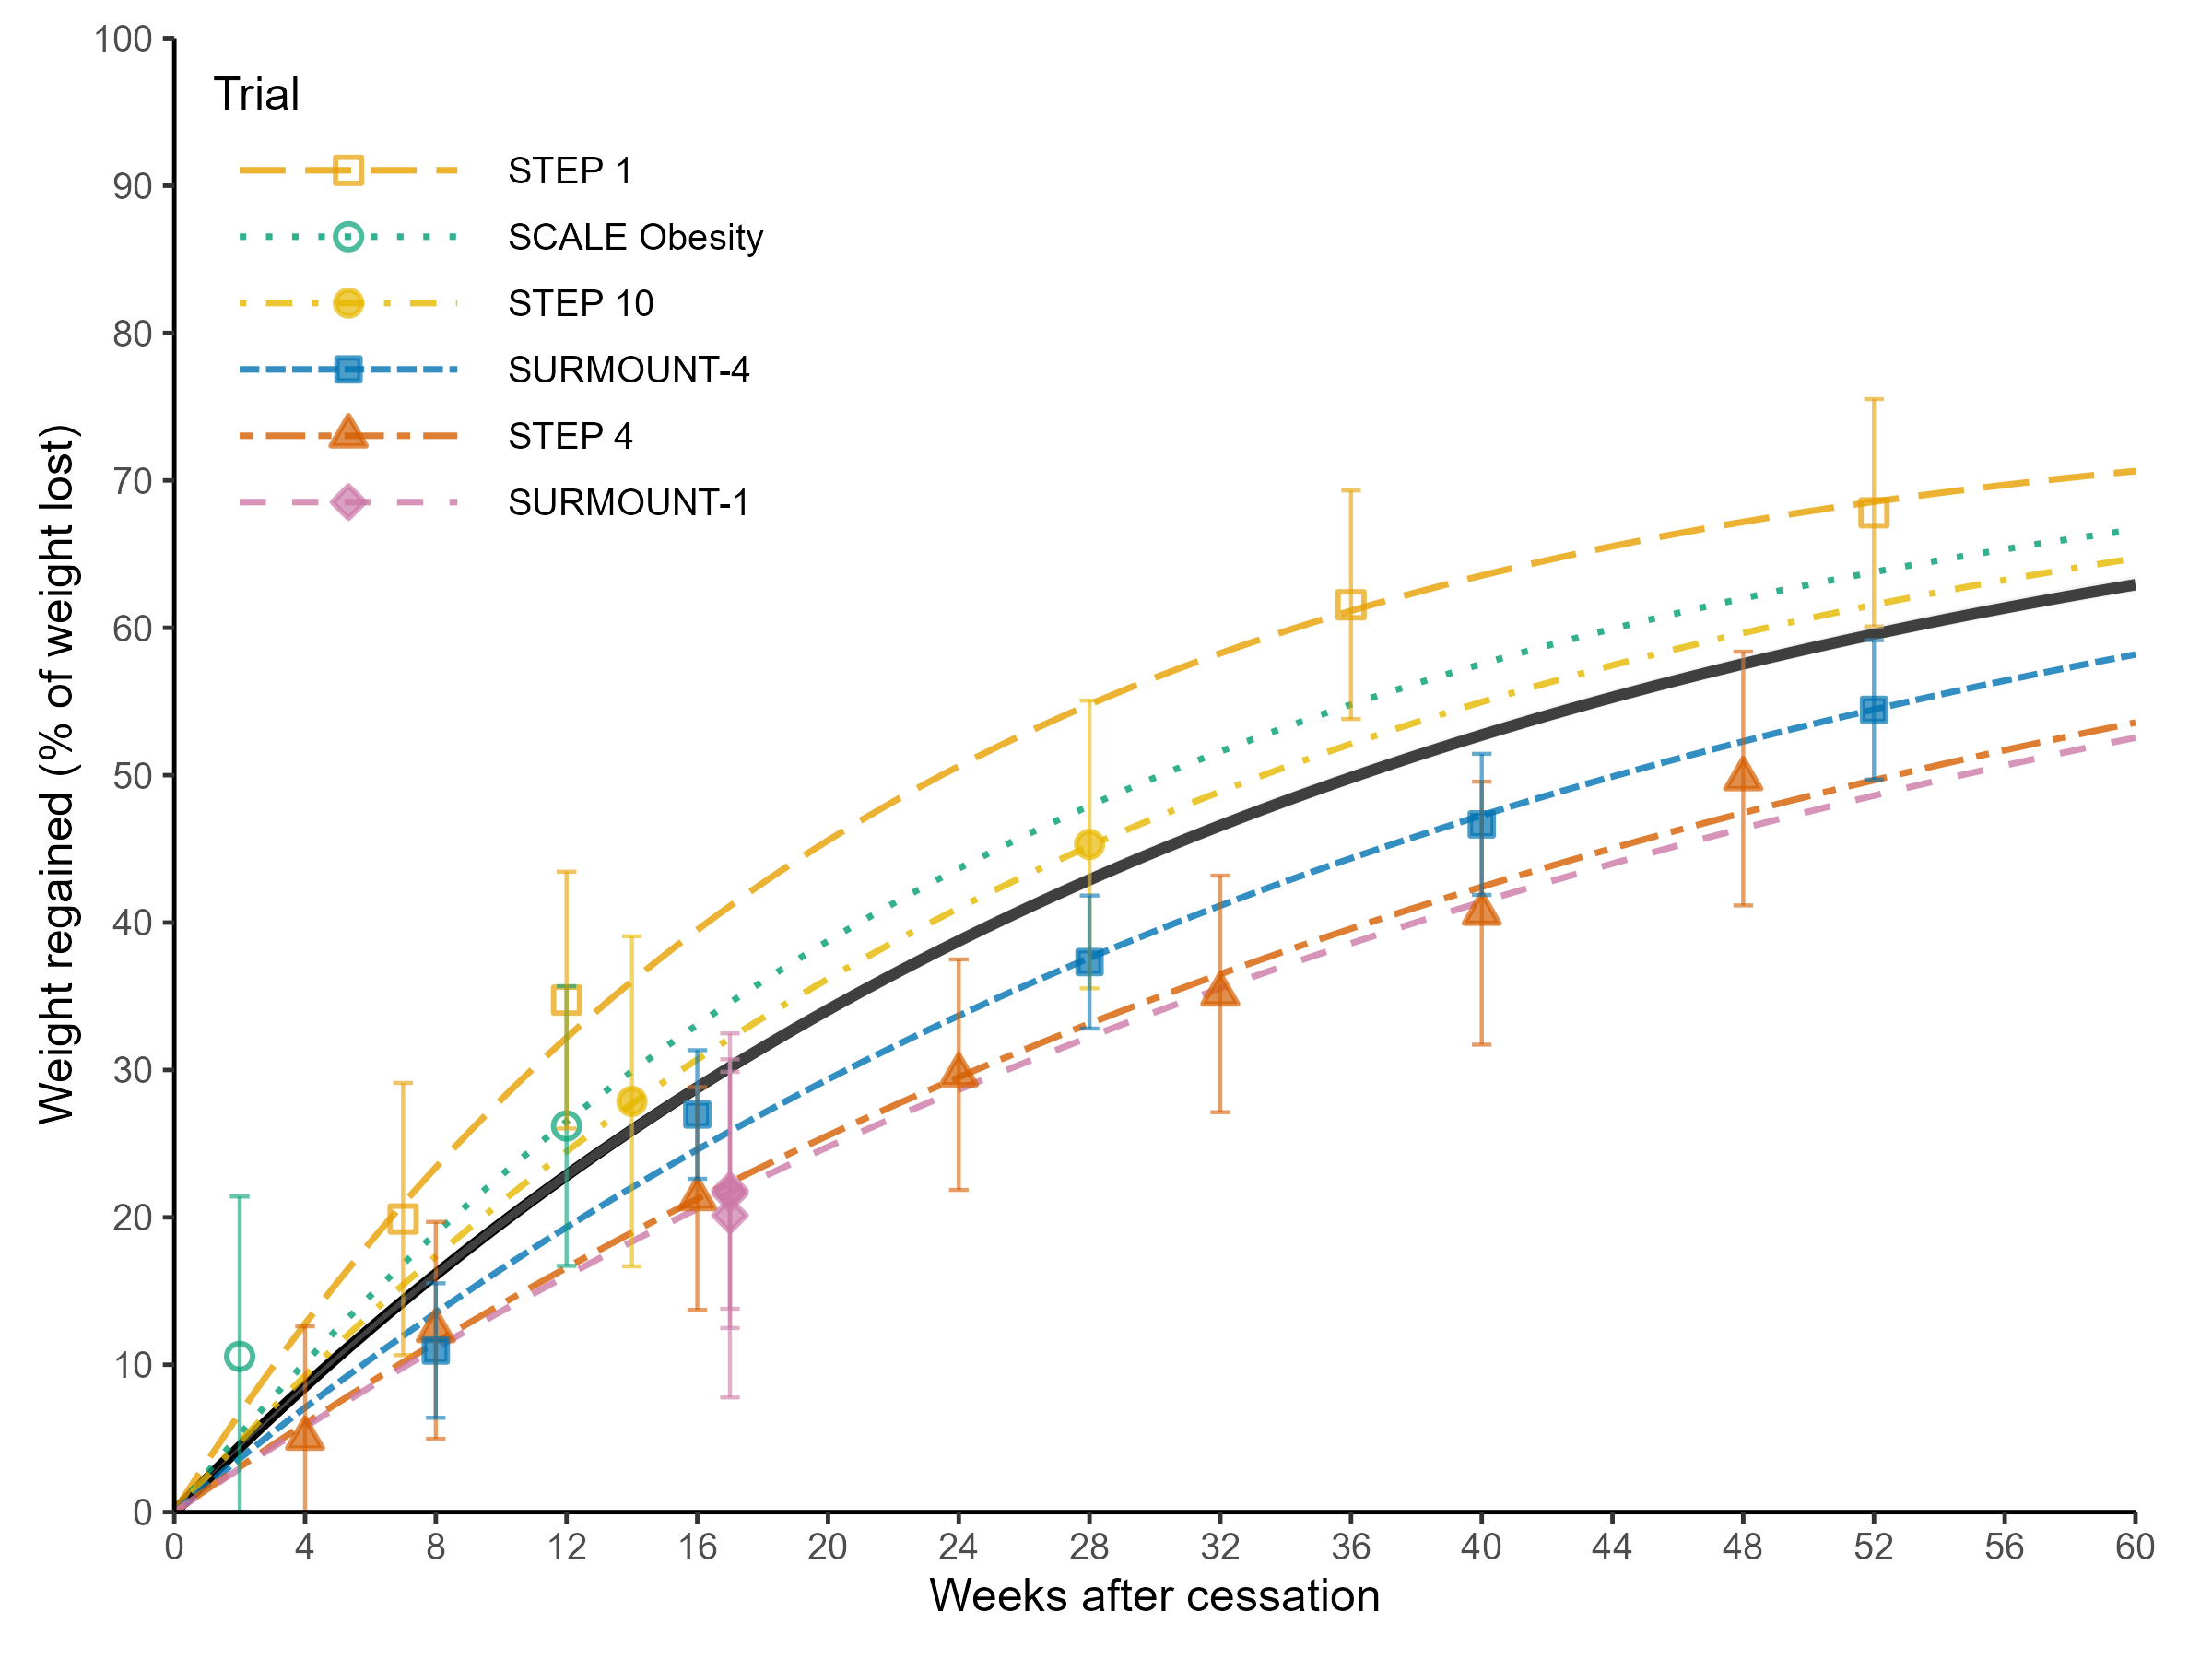 100
90
80
70
60
50
40
30
20
10
0
Weight regained (% of weight lost)
Trial
STEP 1
SCALE Obesity
STEP 10
SURMOUNT-4
STEP 4
SURMOUNT-1
0 4 8 12 16 20 24 28 32 36 40 44 48 52 56 60
Weeks after cessation